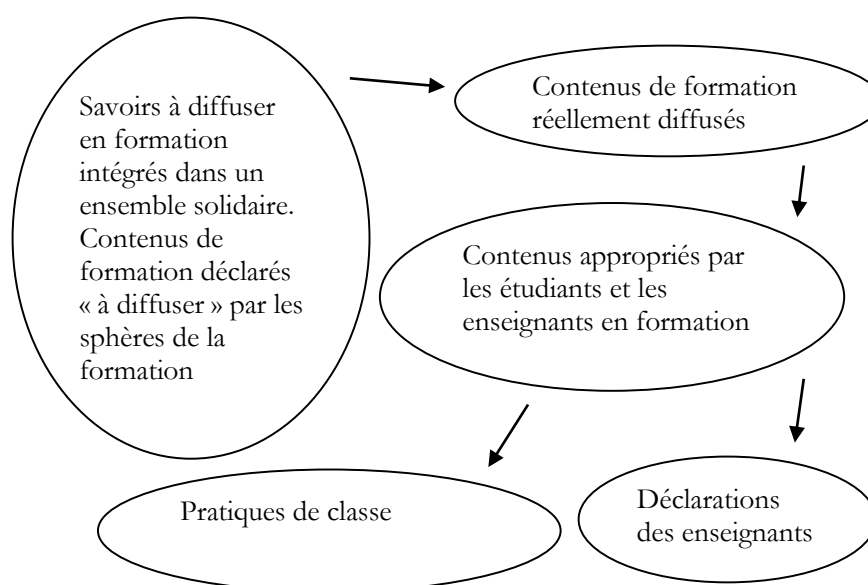 Savoirs à diffuser
en formation
intégrés dans un
ensemble solidaire.
Contenus de
formation déclarés
« à diffuser » par les
sphères de la
formation
Contenus de formation
réellement diffusés
Contenus appropriés par
les étudiants et les
enseignants en formation
Pratiques de classe
Déclarations
des enseignants